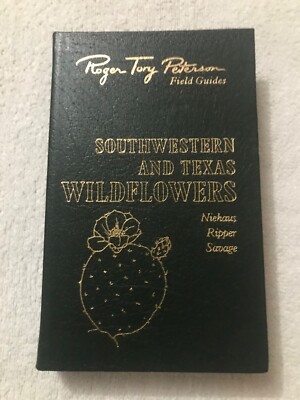 Roger Tory Peterson
Field Guides
SOUTHWESTERN
AND TEXAS
WILDFLOWERS
Niehaus
Ripper
Savage